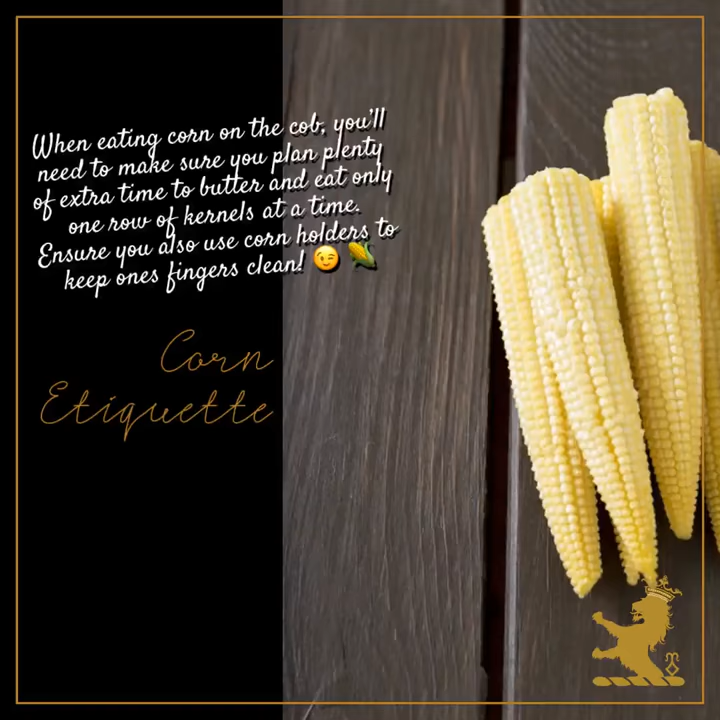 When eating corn on the cob, you'll
need to make sure you plan plenty
of extra time to butter and eat only
one row of kernels at a time.
Ensure you also use corn holders to
keep ones fingers clean! 😉 🌽
Corn
Etiquette